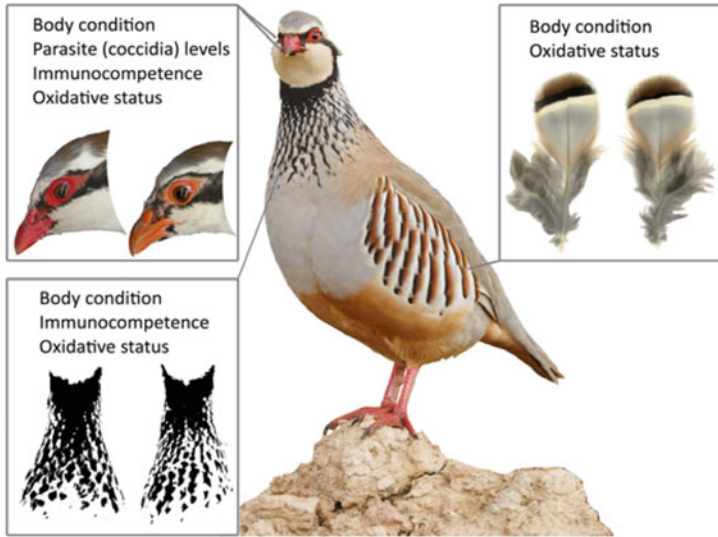 Body condition
Parasite (coccidia) levels
Immunocompetence
Oxidative status
Body condition
Oxidative status
Body condition
Immunocompetence
Oxidative status